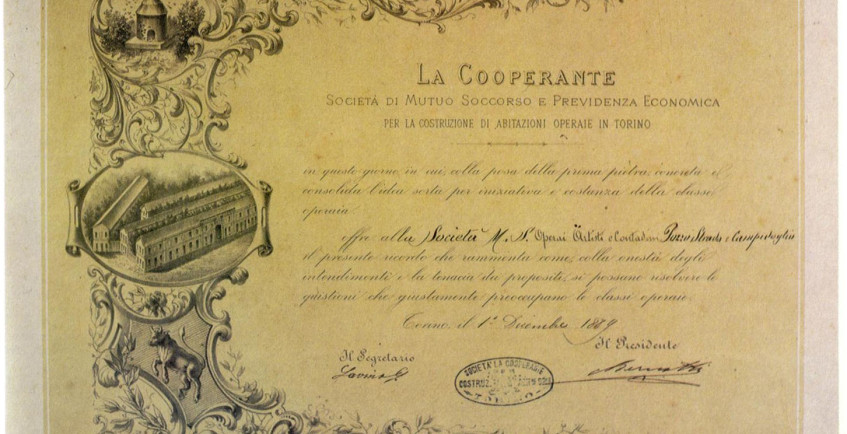 LA COOPERANTE
SOCIETÀ DI MUTUO SOCCORSO E PREVIDENZA ECONOMICA
PER LA COSTRUZIONE DI ABITAZIONI OPERAIE IN TORINO
in questo giorno in cui, colla posa della prima pietra, concreta e
consolida l'idea sorta per iniziativa e costanza della classe
operaia
offre alla Società M. S. Operai Artisti e Contadini Pozzo Strada e Campidoglio
il presente ricordo che rammenta come, colla onestà degli
intendimenti e la tenacia dei propositi, si possano risolvere le
questioni che giustamente preoccupano le classi operaie.
Torino, il 1º Dicembre 1889
Il Presidente
Il Segretario
SOCIETÀ LA COOPERANTE
TORINO